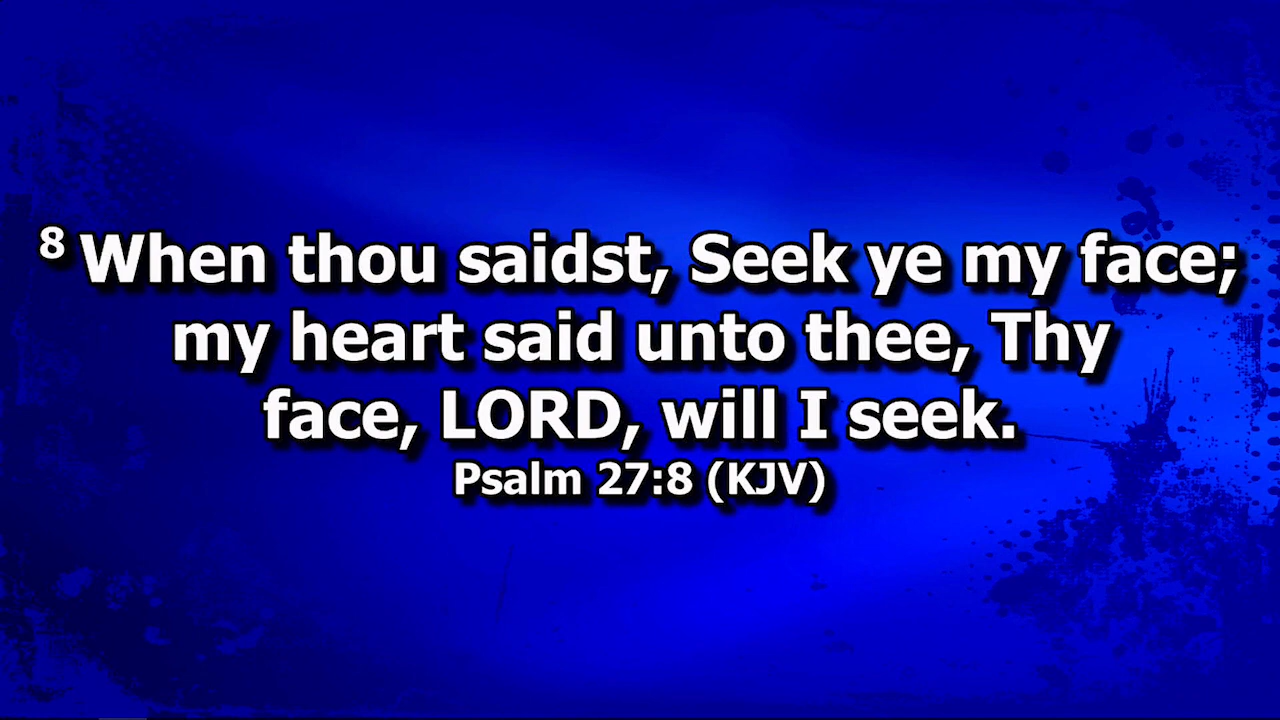 8 When thou saidst, Seek ye my face;
my heart said unto thee, Thy
face, LORD, will I seek.
Psalm 27:8 (KJV)